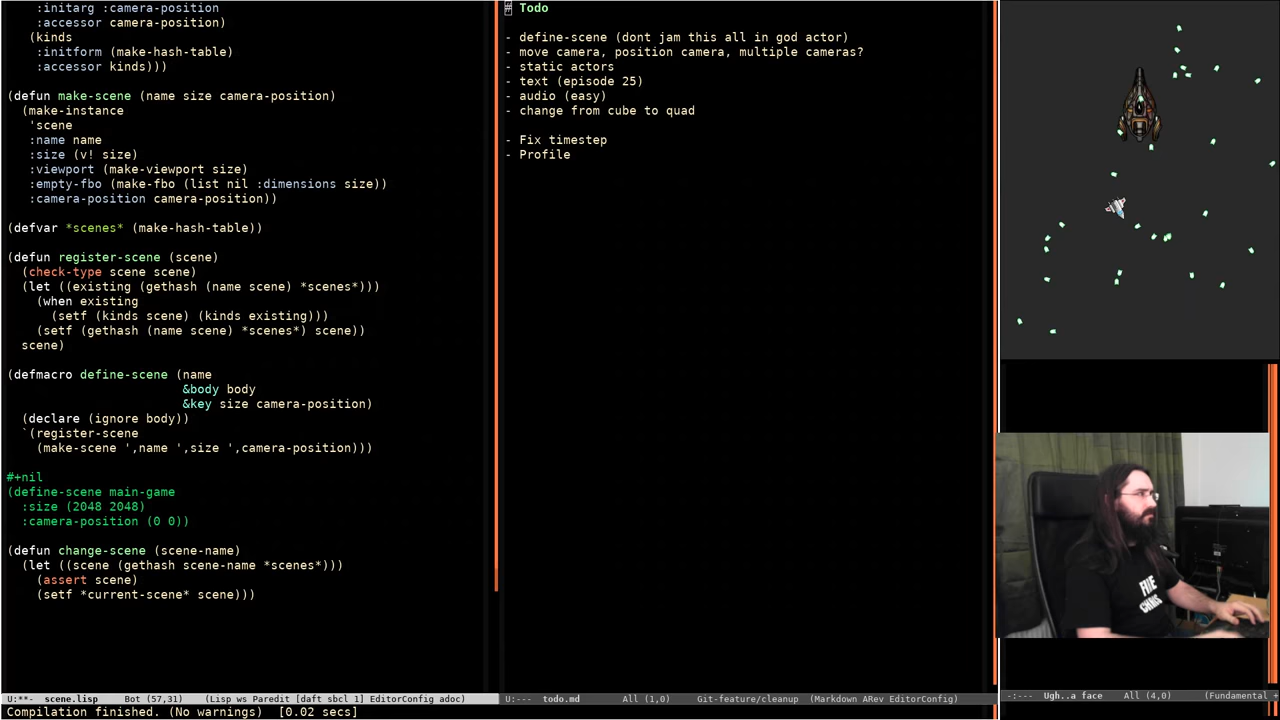 :initarg :camera-position
    :accessor camera-position)
   (kinds
    :initform (make-hash-table)
    :accessor kinds)))

(defun make-scene (name size camera-position)
  (make-instance
   'scene
   :name name
   :size (v! size)
   :viewport (make-viewport size)
   :empty-fbo (make-fbo (list nil :dimensions size))
   :camera-position camera-position))

(defvar *scenes* (make-hash-table))

(defun register-scene (scene)
  (check-type scene scene)
  (let ((existing (gethash (name scene) *scenes*)))
    (when existing
      (setf (kinds scene) (kinds existing)))
    (setf (gethash (name scene) *scenes*) scene))
  scene)

(defmacro define-scene (name
                        &body body
                        &key size camera-position)
  (declare (ignore body))
  `(register-scene
    (make-scene ',name ',size ',camera-position)))

#+nil
(define-scene main-game
  :size (2048 2048)
  :camera-position (0 0))

(defun change-scene (scene-name)
  (let ((scene (gethash scene-name *scenes*)))
    (assert scene)
    (setf *current-scene* scene)))
U:**-  scene.lisp    Bot (57,31)    (Lisp ws Paredit [daft sbcl 1] EditorConfig adoc)
Compilation finished. (No warnings)  [0.02 secs]
# Todo

- define-scene (dont jam this all in god actor)
- move camera, position camera, multiple cameras?
- static actors
- text (episode 25)
- audio (easy)
- change from cube to quad

- Fix timestep
- Profile
U:---  todo.md    All (1,0)    Git-feature/cleanup  (Markdown ARev EditorConfig)
-:---  Ugh..a face    All (4,0)    (Fundamental +